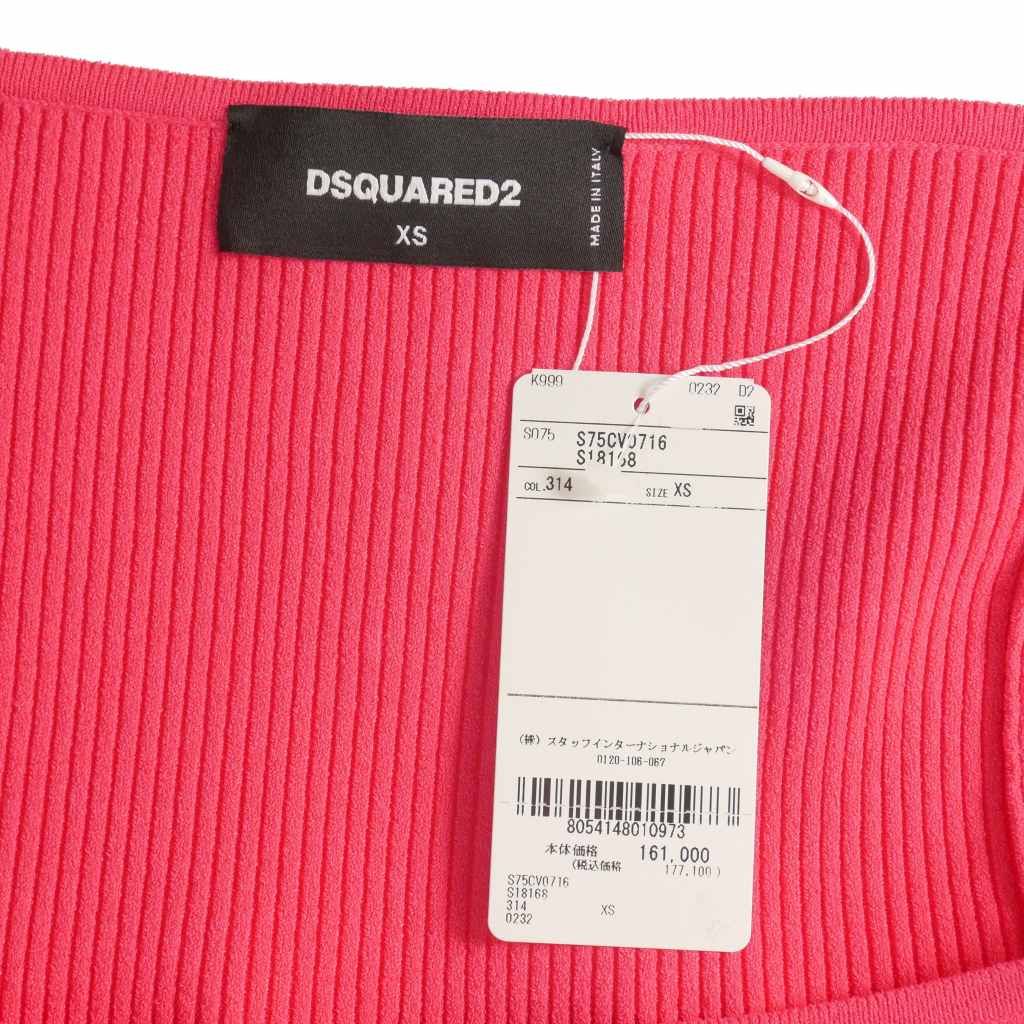 DSQUARED2
XS
MADE IN ITALY
K999 0232 D2
S075 S75CV0716
S18168
COL.314 SIZE XS
(株)スタッフインターナショナルジャパン
0120-106-067
8054148010973
本体価格 161,000
(税込価格 177,100)
S75CV0716
S18168
314 XS
0232